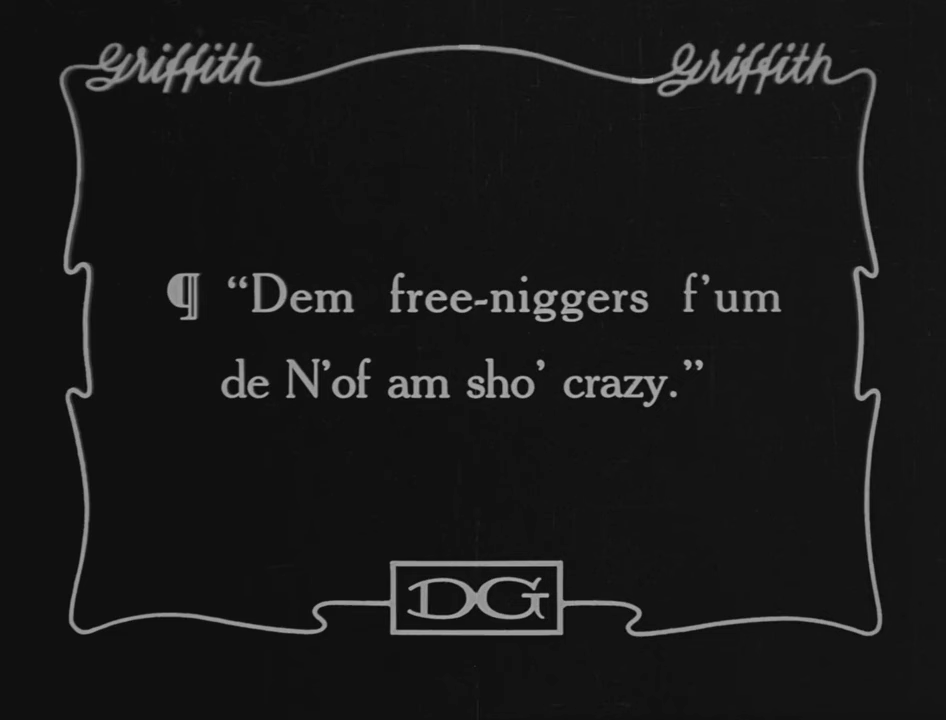 Griffith Griffith
¶ “Dem free-niggers f’um
de N’of am sho’ crazy.”
DG